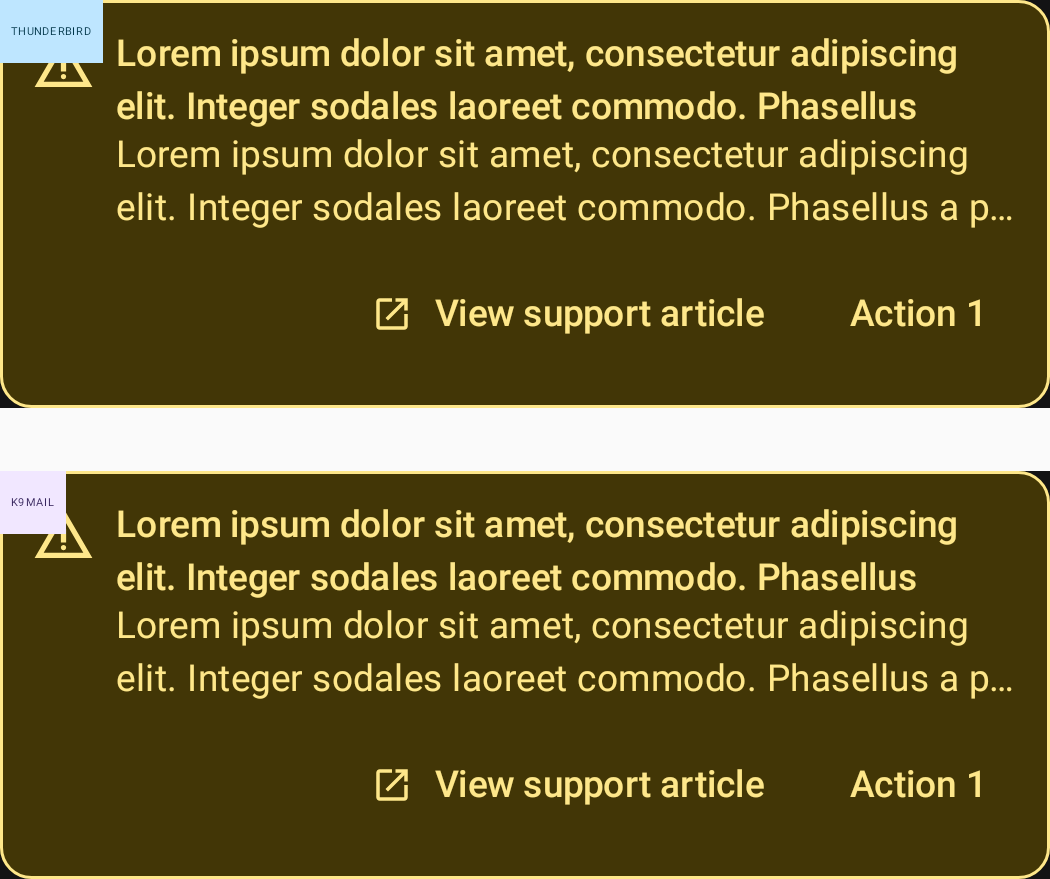 THUNDERBIRD
Lorem ipsum dolor sit amet, consectetur adipiscing
elit. Integer sodales laoreet commodo. Phasellus
Lorem ipsum dolor sit amet, consectetur adipiscing
elit. Integer sodales laoreet commodo. Phasellus a p…
View support article Action 1
K9MAIL
Lorem ipsum dolor sit amet, consectetur adipiscing
elit. Integer sodales laoreet commodo. Phasellus
Lorem ipsum dolor sit amet, consectetur adipiscing
elit. Integer sodales laoreet commodo. Phasellus a p…
View support article Action 1